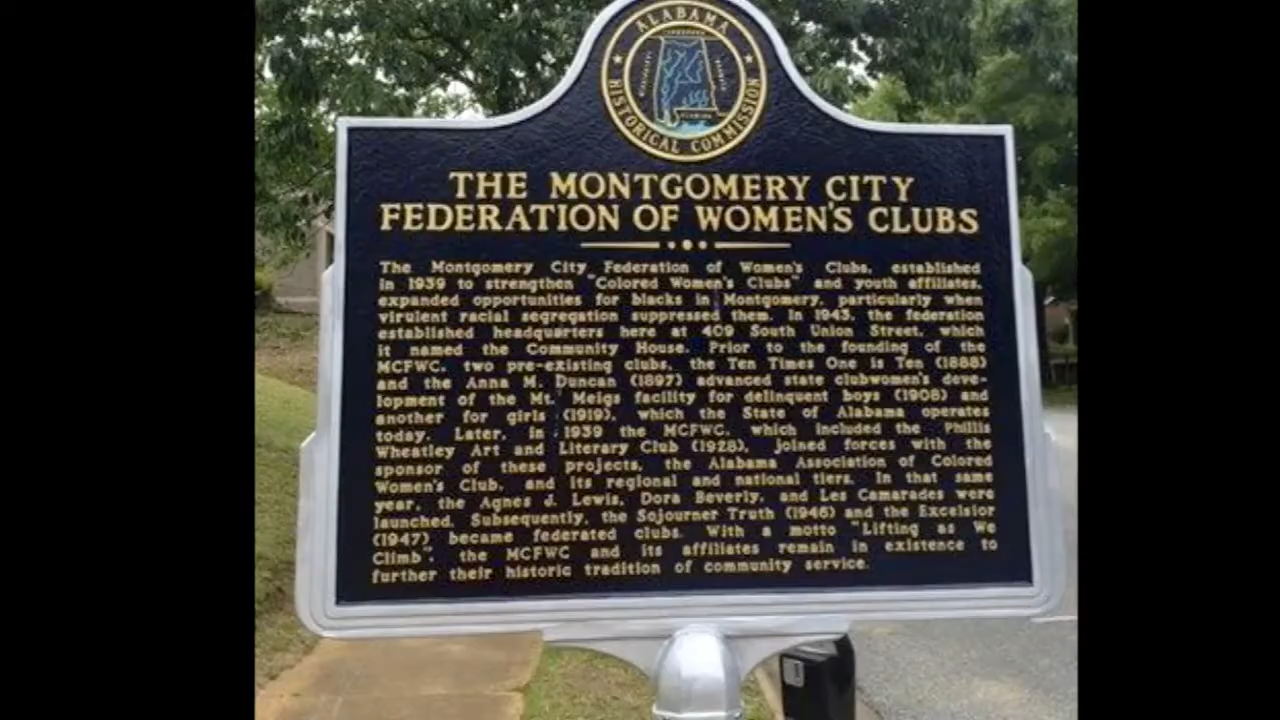 ALABAMA
HISTORICAL COMMISSION
THE MONTGOMERY CITY
FEDERATION OF WOMEN'S CLUBS
The Montgomery City Federation of Women's Clubs, established
in 1939 to strengthen "Colored Women's Clubs" and youth affiliates,
expanded opportunities for blacks in Montgomery, particularly when
virulent racial segregation suppressed them. In 1943, the federation
established headquarters here at 409 South Union Street, which
it named the Community House. Prior to the founding of the
MCFWC, two pre-existing clubs, the Ten Times One is Ten (1888)
and the Anna M. Duncan (1897) advanced state clubwomen's deve-
lopment of the Mt. Meigs facility for delinquent boys (1908) and
another for girls (1919), which the State of Alabama operates
today. Later, in 1939 the MCFWC, which included the Phillis
Wheatley Art and Literary Club (1928), joined forces with the
sponsor of these projects, the Alabama Association of Colored
Women's Club, and its regional and national tiers. In that same
year, the Agnes J. Lewis, Dora Beverly, and Les Camarades were
launched. Subsequently, the Sojourner Truth (1946) and the Excelsior
(1947) became federated clubs. With a motto "Lifting as We
Climb", the MCFWC and its affiliates remain in existence to
further their historic tradition of community service.